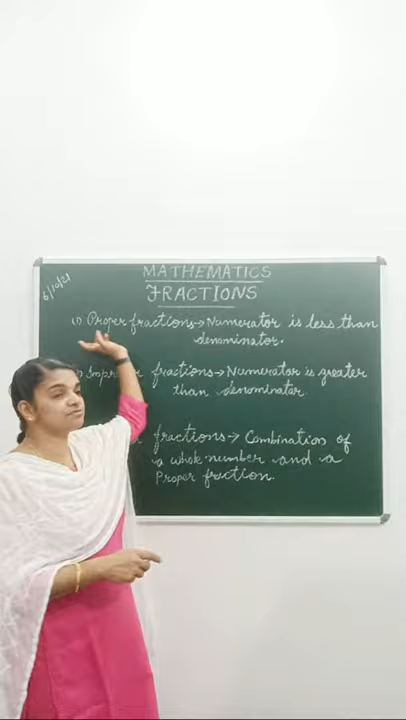 6/10/21
MATHEMATICS
FRACTIONS
(1) Proper fractions → Numerator is less than
denominator.
fractions → Numerator is greater
than denominator
fractions → Combination of
a whole number and a
Proper fraction.